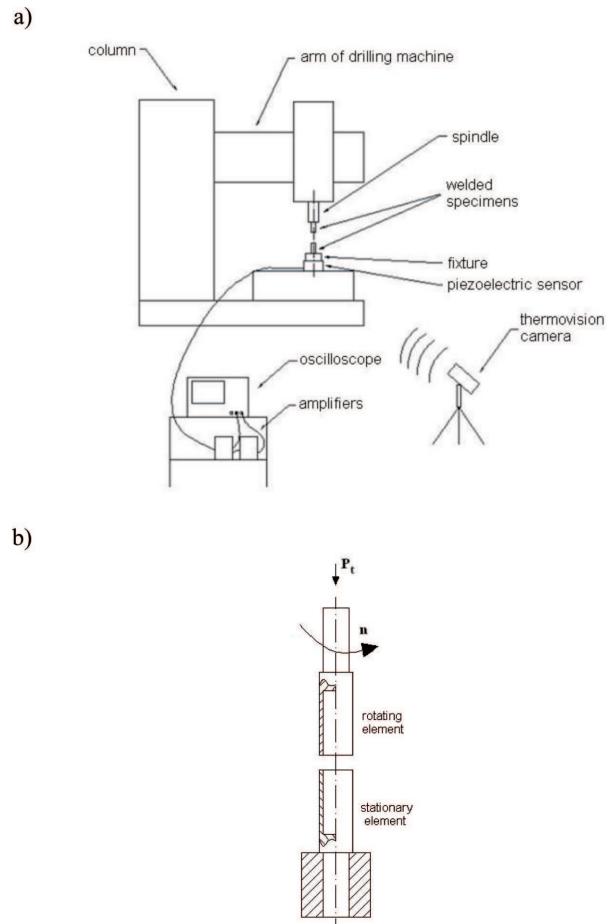 a)
column
arm of drilling machine
spindle
welded
specimens
fixture
piezoelectric sensor
thermovision
camera
oscilloscope
amplifiers
b)
Pt
n
rotating
element
stationary
element